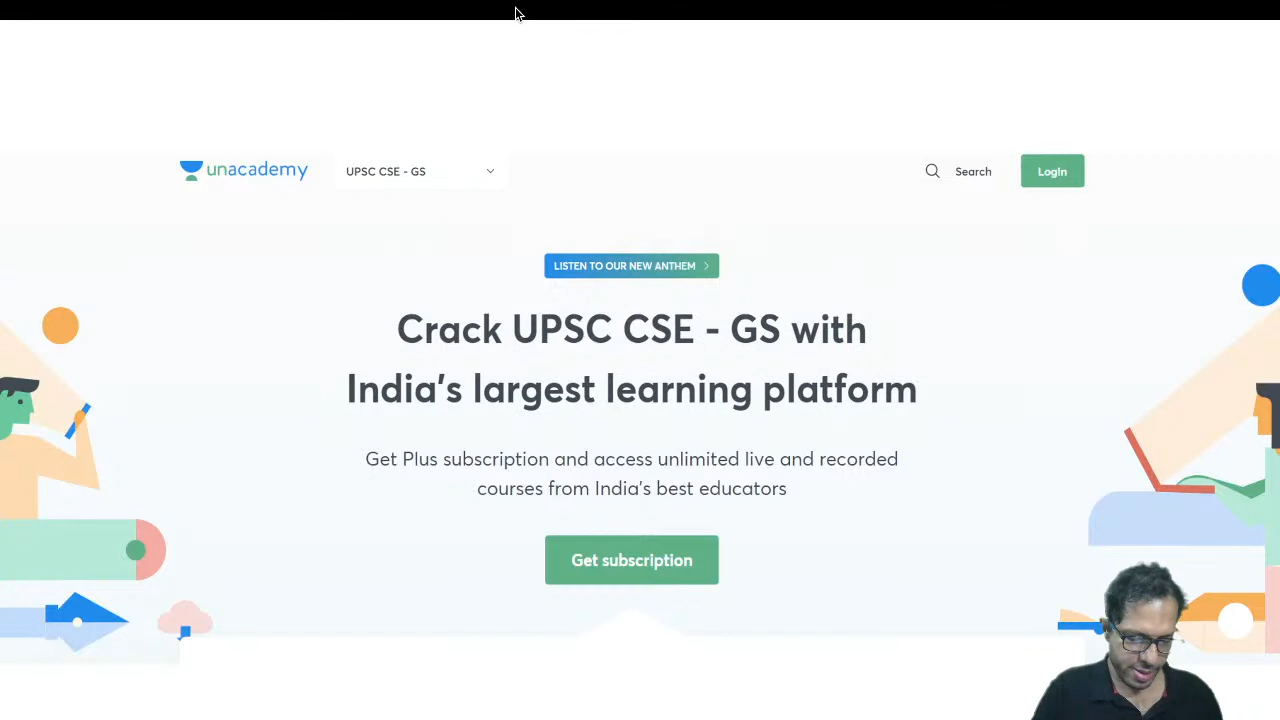 unacademy
UPSC CSE - GS
Search
Login
LISTEN TO OUR NEW ANTHEM
Crack UPSC CSE - GS with
India's largest learning platform
Get Plus subscription and access unlimited live and recorded
courses from India's best educators
Get subscription